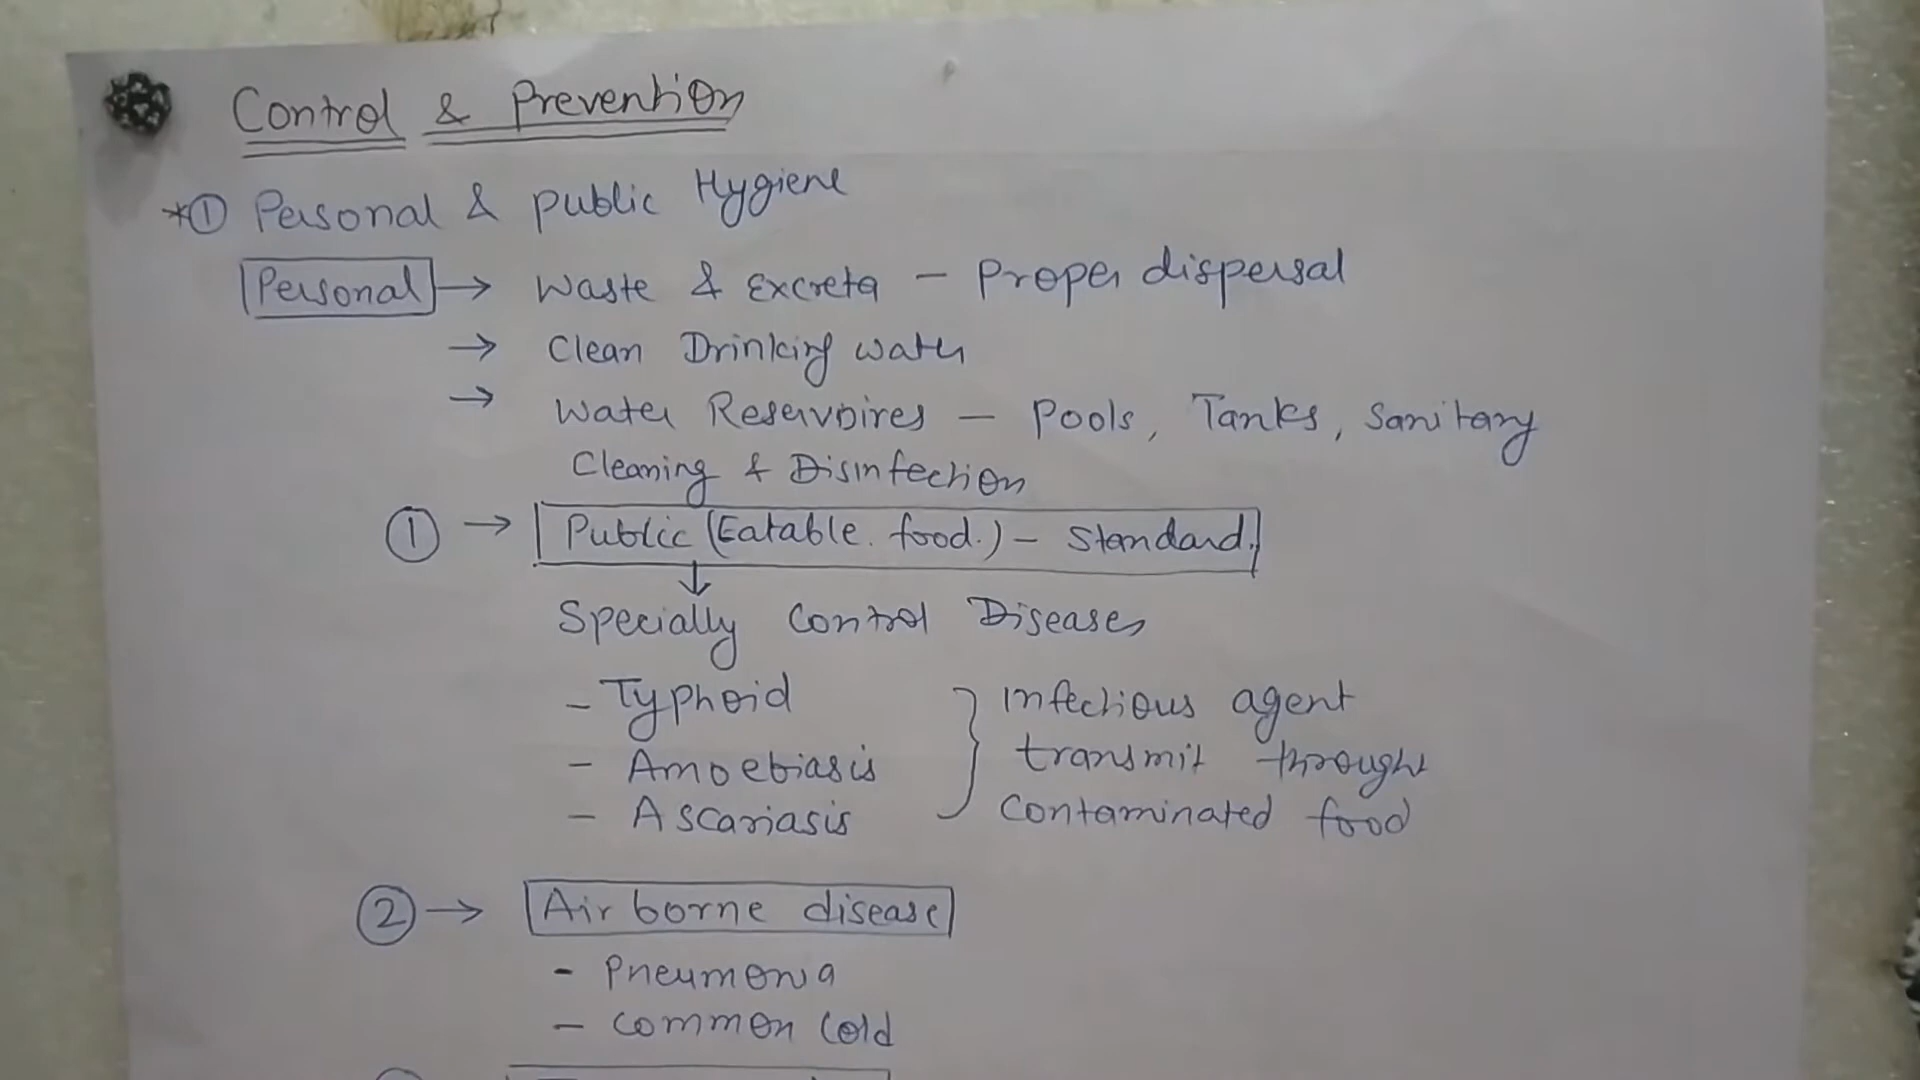 Control & Prevention
*① Personal & public Hygiene
Personal → Waste & Excreta – Proper dispersal
→ Clean Drinking water
→ Water Reservoires – Pools, Tanks, Sanitary
Cleaning & Disinfection
① → Public (Eatable. food.) – Standard.
↓
Specially Control Diseases
- Typhoid } Infectious agent
- Amoebiasis transmit throught
- Ascariasis Contaminated food
② → Air borne disease
- Pneumonia
- Common Cold